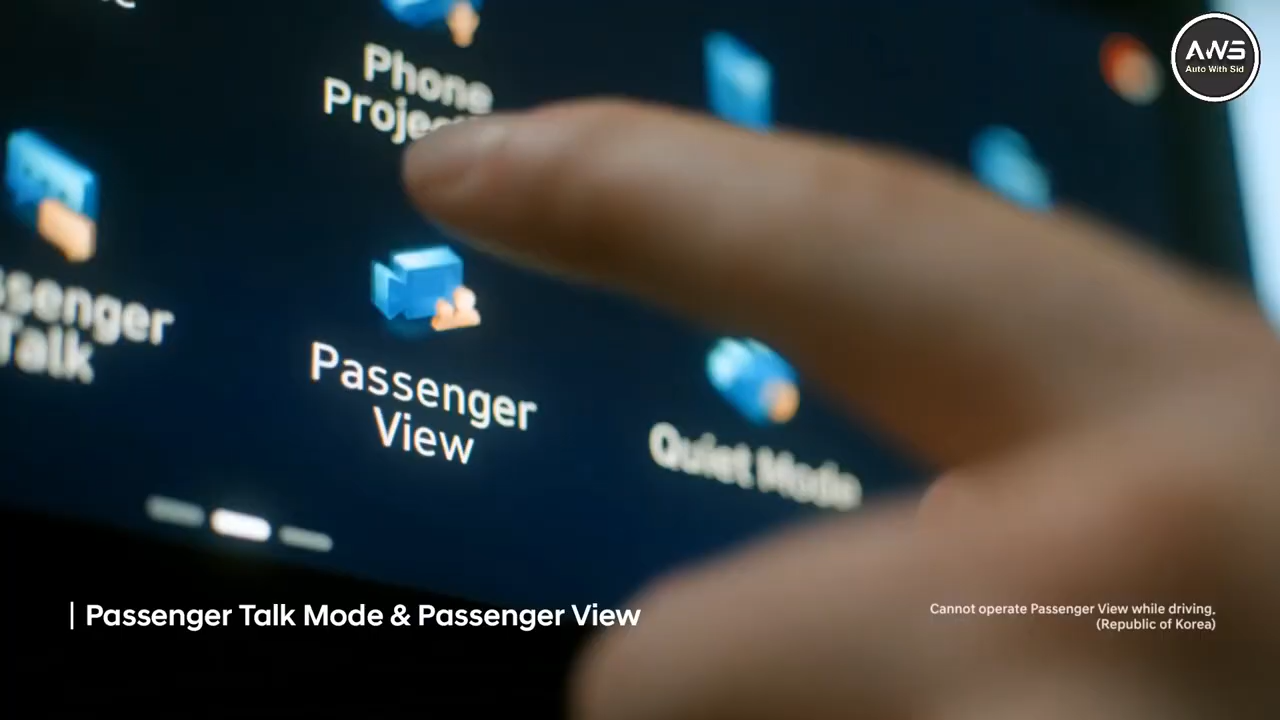 AWS
Auto With Sid
Phone
Passenger
Talk
Passenger
View
Quiet Mode
| Passenger Talk Mode & Passenger View
Cannot operate Passenger View while driving.
(Republic of Korea)